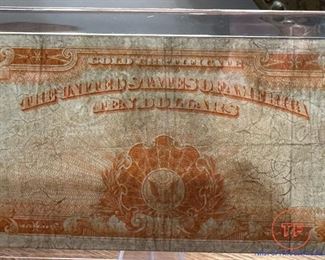 GOLD CERTIFICATE
THE UNITED STATES OF AMERICA
TEN DOLLARS